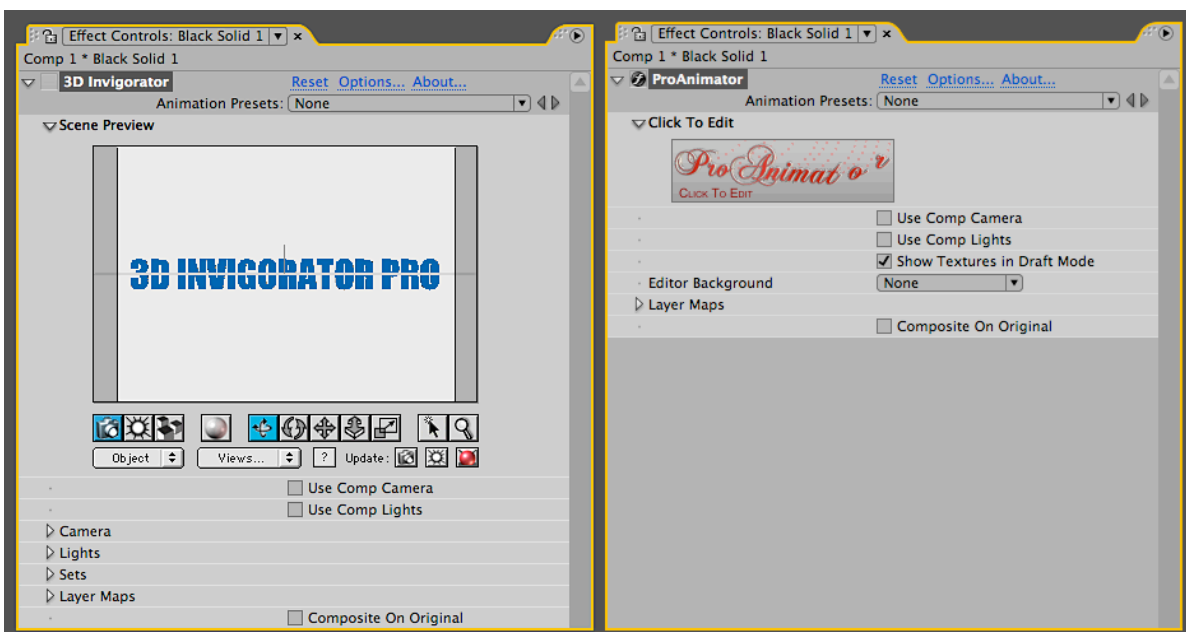 Effect Controls: Black Solid 1
Comp 1 * Black Solid 1
3D Invigorator Reset Options... About...
Animation Presets: None
Scene Preview
3D INVIGORATOR PRO
Object Views... ? Update:
Use Comp Camera
Use Comp Lights
Camera
Lights
Sets
Layer Maps
Composite On Original
Effect Controls: Black Solid 1
Comp 1 * Black Solid 1
ProAnimator Reset Options... About...
Animation Presets: None
Click To Edit
ProAnimator
CLICK TO EDIT
Use Comp Camera
Use Comp Lights
Show Textures in Draft Mode
Editor Background None
Layer Maps
Composite On Original